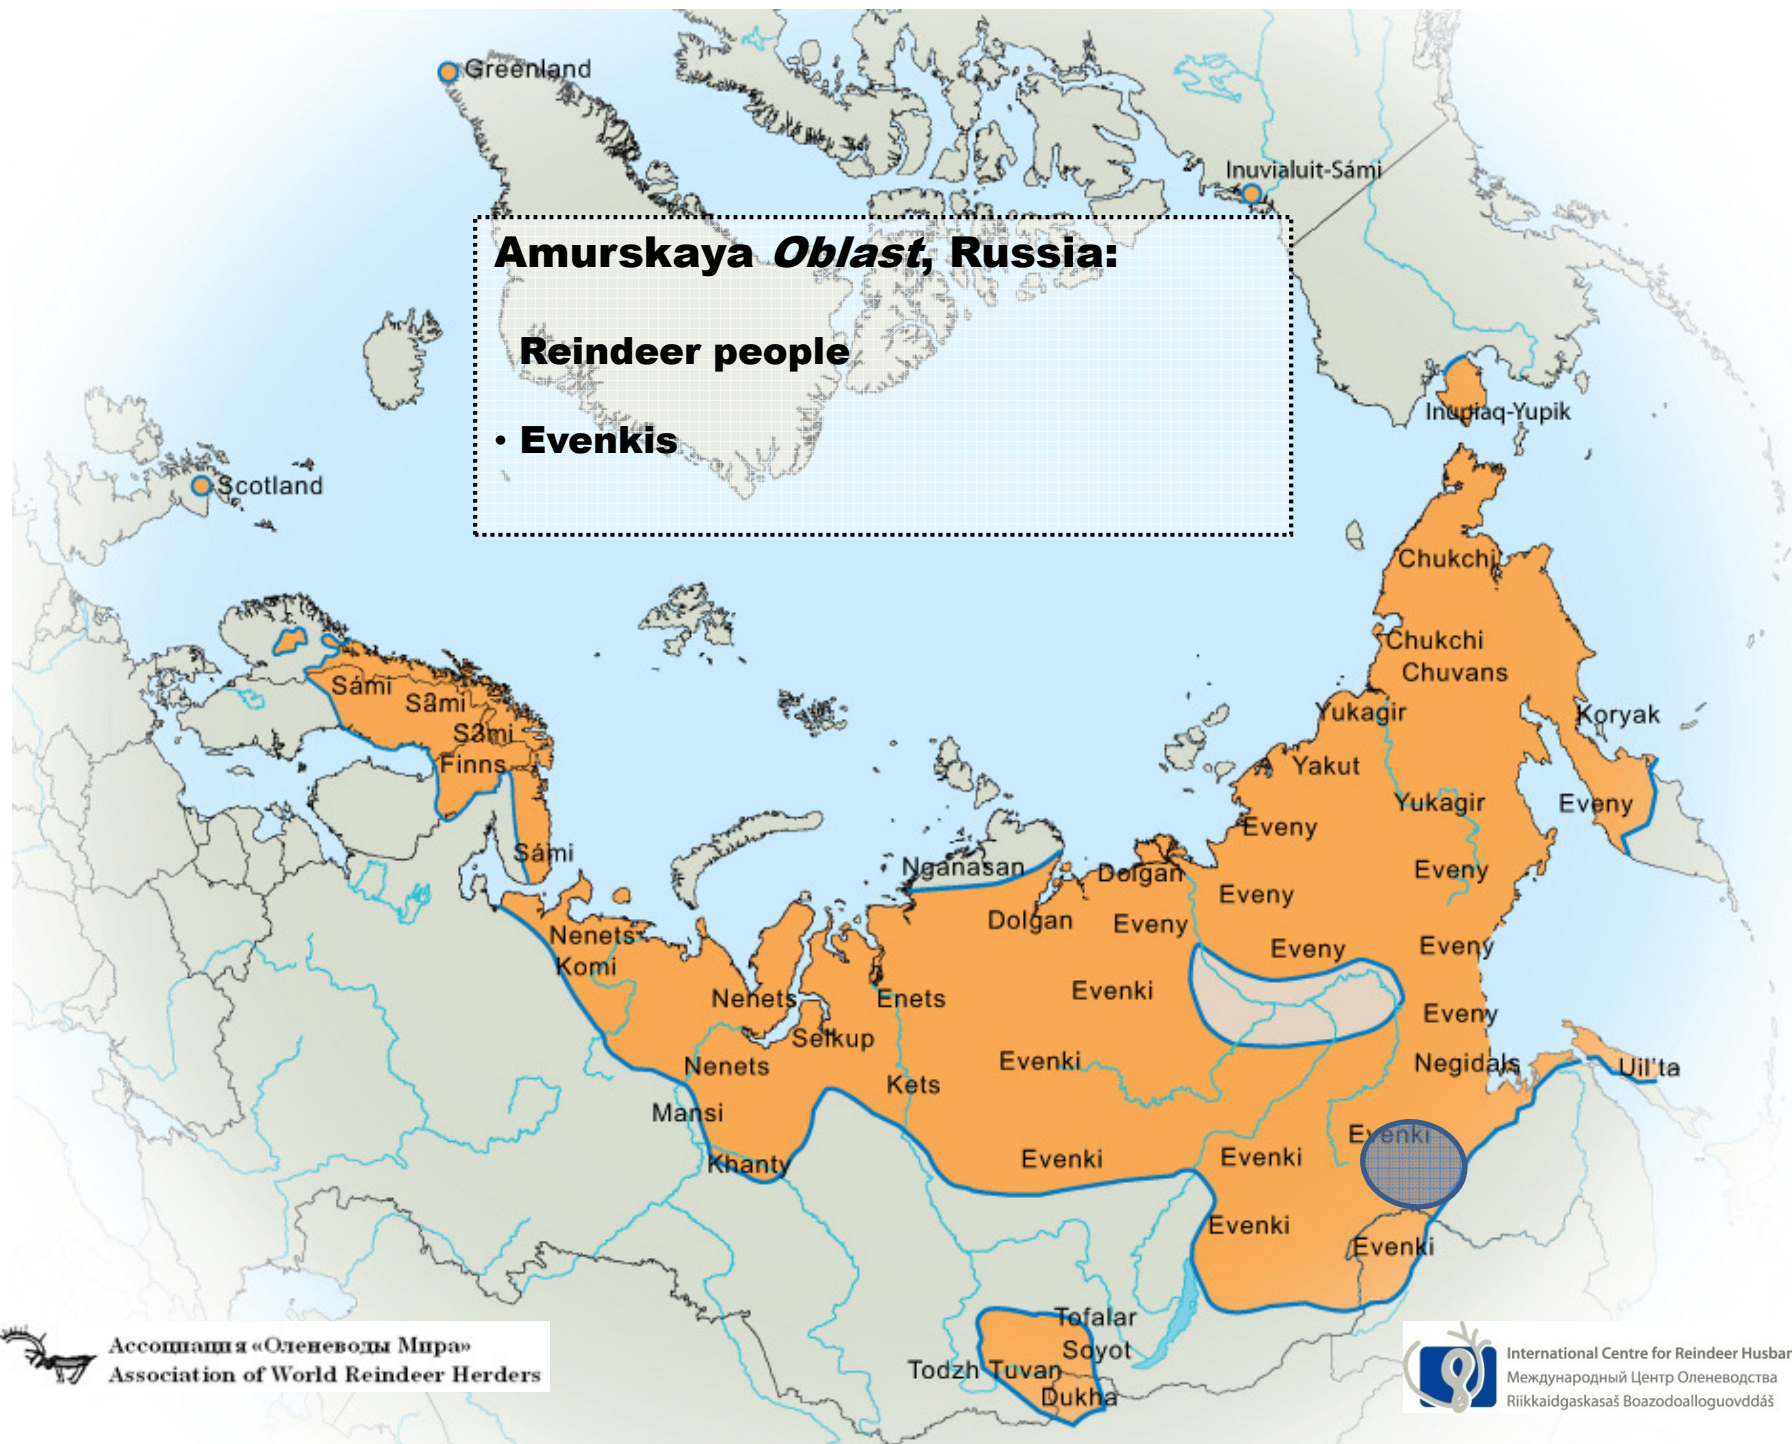 Greenland
Inuvialuit-Sámi
Amurskaya Oblast, Russia:
Reindeer people
• Evenkis
Inupiaq-Yupik
Scotland
Chukchi
Chukchi
Chuvans
Sámi
Sámi
Sámi
Finns
Sámi
Yukagir
Koryak
Yakut
Yukagir
Eveny
Eveny
Nganasan
Dolgan
Eveny
Eveny
Dolgan
Eveny
Nenets
Komi
Eveny
Eveny
Nenets
Enets
Evenki
Eveny
Selkup
Nenets
Evenki
Negidals
Uil'ta
Kets
Mansi
Evenki
Khanty
Evenki
Evenki
Evenki
Evenki
Tofalar
Soyot
Todzh Tuvan
Dukha
Ассоциация «Оленеводы Мира»
Association of World Reindeer Herders
International Centre for Reindeer Husban
Международный Центр Оленеводства
Riikkaidgaskasaš Boazodoalloguovddáš